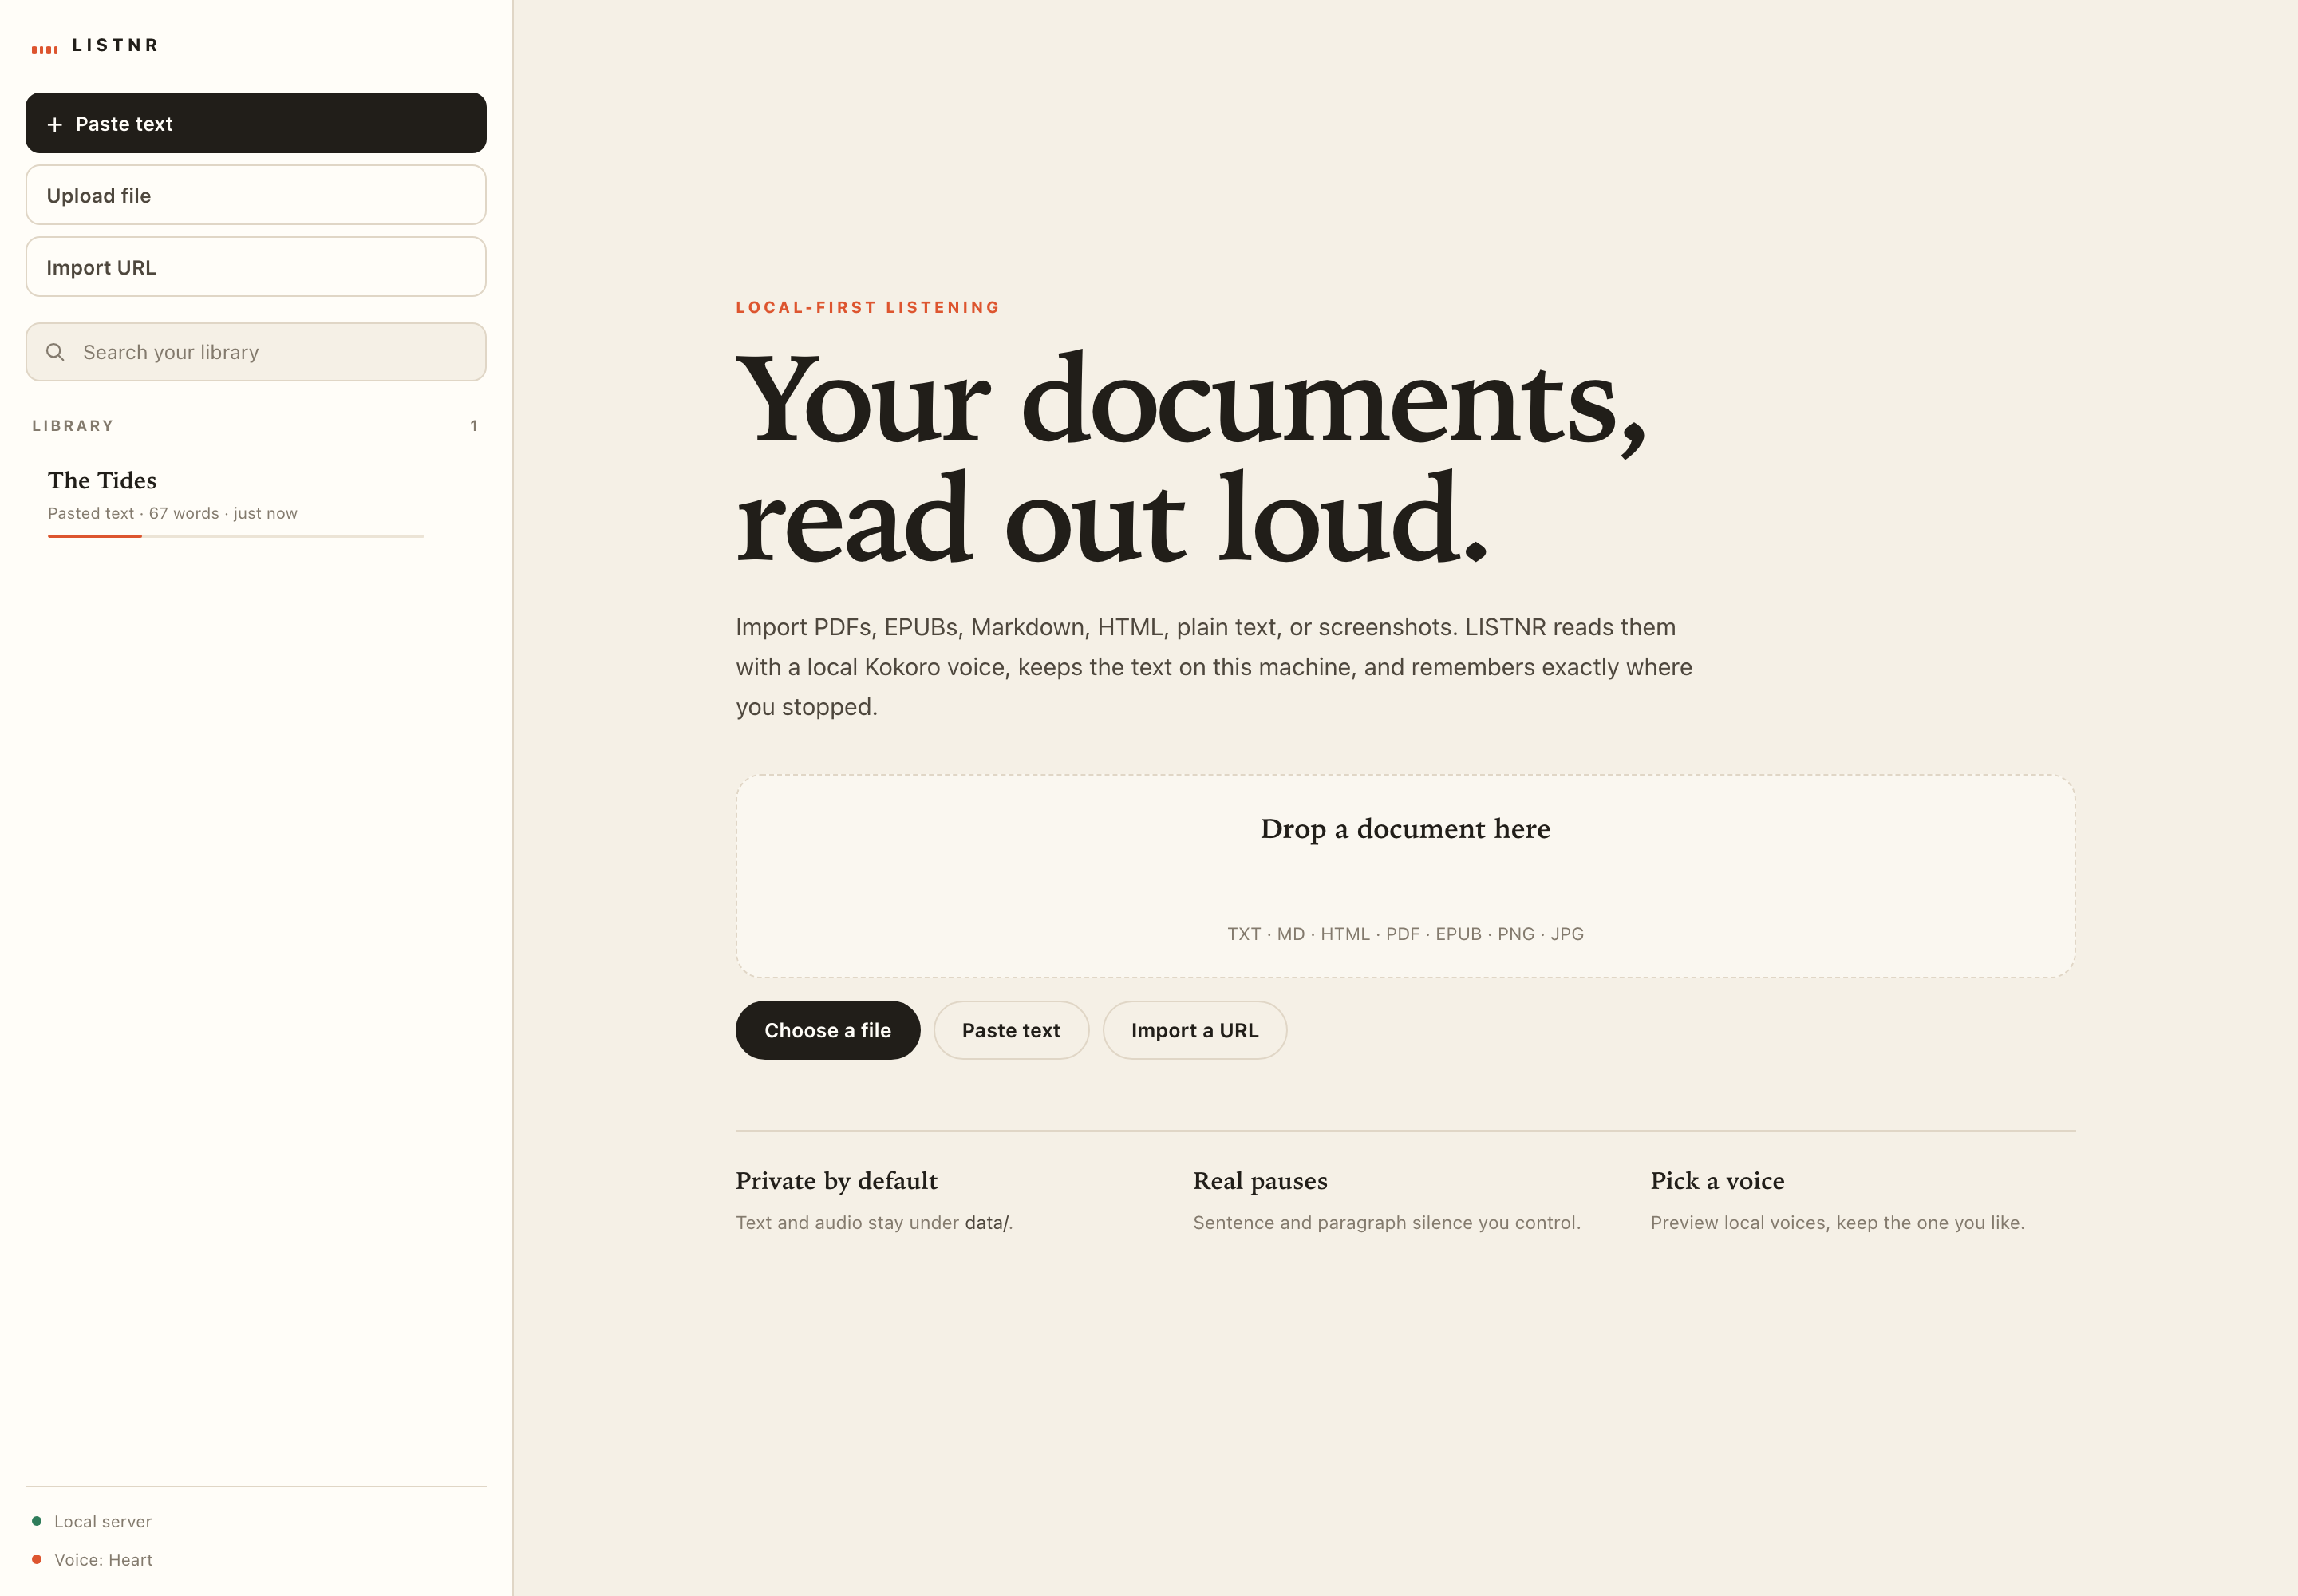 LISTNR
+ Paste text
Upload file
Import URL
Search your library
LIBRARY 1
The Tides
Pasted text · 67 words · just now
Local server
Voice: Heart
LOCAL-FIRST LISTENING
Your documents,
read out loud.
Import PDFs, EPUBs, Markdown, HTML, plain text, or screenshots. LISTNR reads them
with a local Kokoro voice, keeps the text on this machine, and remembers exactly where
you stopped.
Drop a document here
TXT · MD · HTML · PDF · EPUB · PNG · JPG
Choose a file Paste text Import a URL
Private by default
Text and audio stay under data/.
Real pauses
Sentence and paragraph silence you control.
Pick a voice
Preview local voices, keep the one you like.